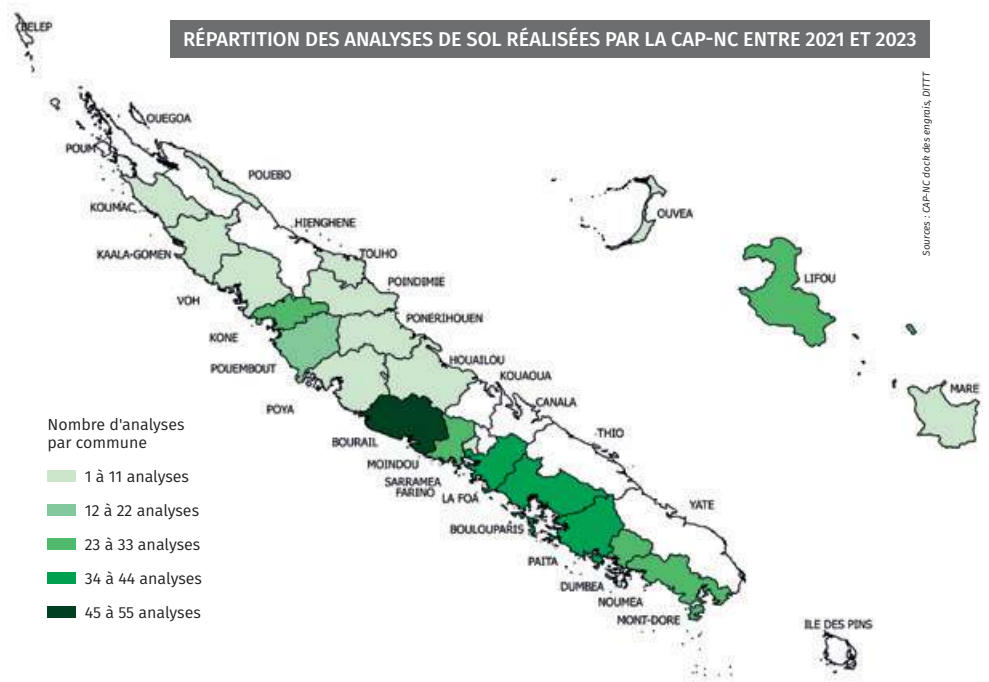 BELEP
RÉPARTITION DES ANALYSES DE SOL RÉALISÉES PAR LA CAP-NC ENTRE 2021 ET 2023
Sources : CAP-NC dock des engrais, DITTT
OUEGOA
POUM
POUEBO
KOUMAC
HIENGHENE
OUVEA
KAALA-GOMEN
TOUHO
LIFOU
POINDIMIE
VOH
PONERIHOUEN
KONE
HOUAILOU
POUEMBOUT
KOUAOUA
MARE
POYA
CANALA
THIO
BOURAIL
MOINDOU
SARRAMEA
FARINO
LA FOA
YATE
BOULOUPARIS
PAITA
DUMBEA
NOUMEA
MONT-DORE
ILE DES PINS
Nombre d'analyses
par commune
1 à 11 analyses
12 à 22 analyses
23 à 33 analyses
34 à 44 analyses
45 à 55 analyses